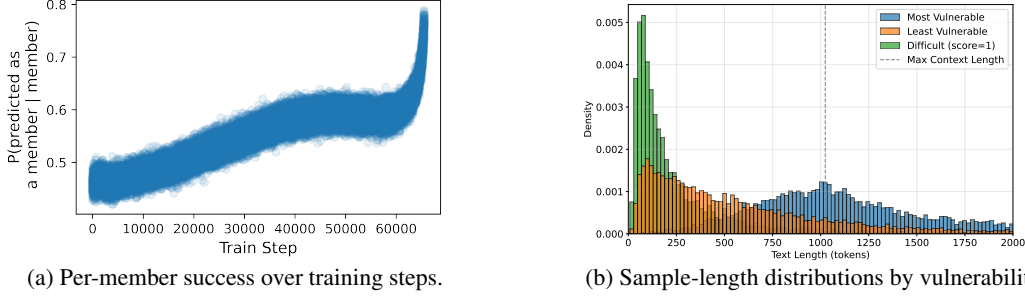 0.8
0.7
0.6
0.5
P(predicted as
a member | member)
0 10000 20000 30000 40000 50000 60000
Train Step
(a) Per-member success over training steps.
0.005
0.004
0.003
0.002
0.001
0.000
Density
Most Vulnerable
Least Vulnerable
Difficult (score=1)
Max Context Length
0 250 500 750 1000 1250 1500 1750 2000
Text Length (tokens)
(b) Sample-length distributions by vulnerabili